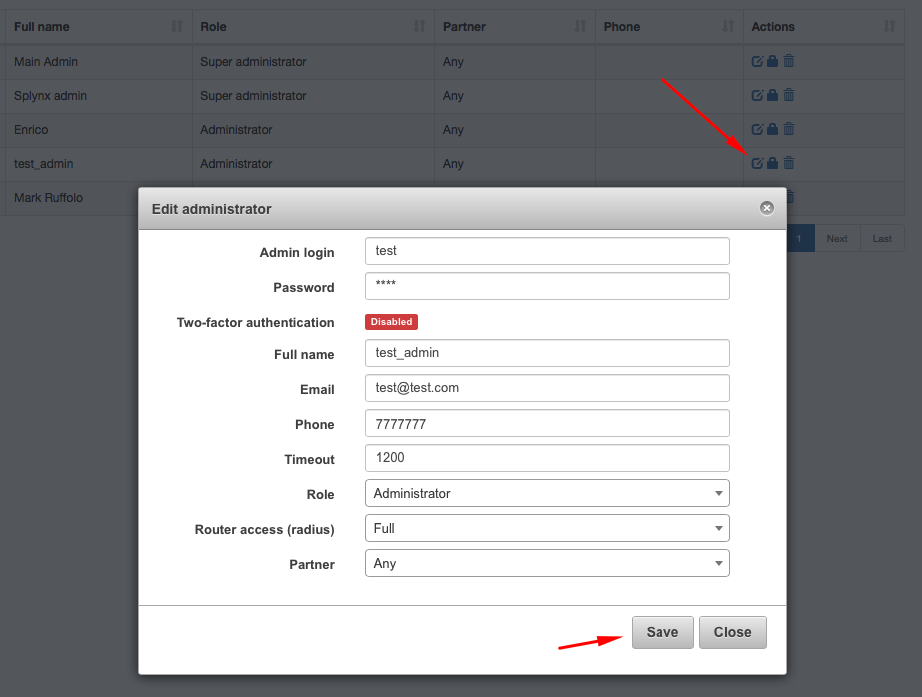 Full name Role Partner Phone Actions
Main Admin Super administrator Any
Splynx admin Super administrator Any
Enrico Administrator Any
test_admin Administrator Any
Mark Ruffolo
1 Next Last
Edit administrator
Admin login test
Password ****
Two-factor authentication Disabled
Full name test_admin
Email test@test.com
Phone 7777777
Timeout 1200
Role Administrator
Router access (radius) Full
Partner Any
Save Close